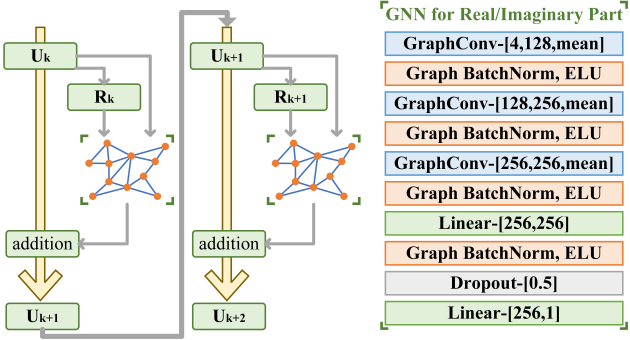 Uk
Rk
addition
Uk+1
Uk+1
Rk+1
addition
Uk+2
GNN for Real/Imaginary Part
GraphConv-[4,128,mean]
Graph BatchNorm, ELU
GraphConv-[128,256,mean]
Graph BatchNorm, ELU
GraphConv-[256,256,mean]
Graph BatchNorm, ELU
Linear-[256,256]
Graph BatchNorm, ELU
Dropout-[0.5]
Linear-[256,1]